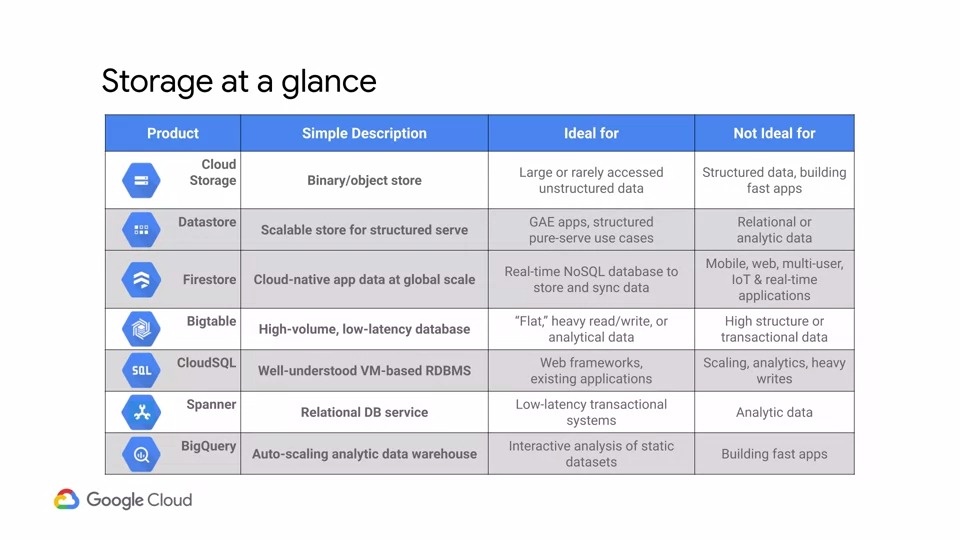 Storage at a glance
Product
Simple Description
Ideal for
Not Ideal for
Cloud
Storage
Binary/object store
Large or rarely accessed
unstructured data
Structured data, building
fast apps
Datastore
Scalable store for structured serve
GAE apps, structured
pure-serve use cases
Relational or
analytic data
Firestore
Cloud-native app data at global scale
Real-time NoSQL database to
store and sync data
Mobile, web, multi-user,
IoT & real-time
applications
Bigtable
High-volume, low-latency database
“Flat,” heavy read/write, or
analytical data
High structure or
transactional data
SQL
CloudSQL
Well-understood VM-based RDBMS
Web frameworks,
existing applications
Scaling, analytics, heavy
writes
Spanner
Relational DB service
Low-latency transactional
systems
Analytic data
BigQuery
Auto-scaling analytic data warehouse
Interactive analysis of static
datasets
Building fast apps
Google Cloud